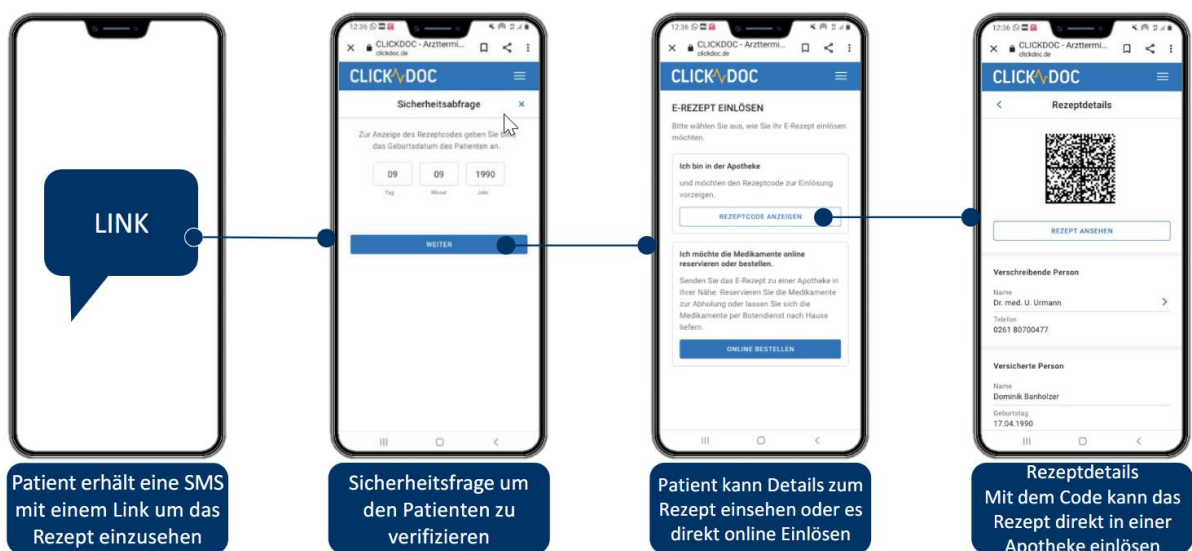 LINK
Patient erhält eine SMS
mit einem Link um das
Rezept einzusehen
12:36
CLICKDOC - Arzttermi...
clickdoc.de
CLICKDOC
Sicherheitsabfrage
Zur Anzeige des Rezeptcodes geben Sie
das Geburtsdatum des Patienten an.
09 09 1990
Tag Monat Jahr
WEITER
Sicherheitsfrage um
den Patienten zu
verifizieren
12:36
CLICKDOC - Arzttermi...
clickdoc.de
CLICKDOC
E-REZEPT EINLÖSEN
Bitte wählen Sie aus, wie Sie Ihr E-Rezept einlösen
möchten.
Ich bin in der Apotheke
und möchten den Rezeptcode zur Einlösung
vorzeigen.
REZEPTCODE ANZEIGEN
Ich möchte die Medikamente online
reservieren oder bestellen.
Senden Sie das E-Rezept zu einer Apotheke in
Ihrer Nähe. Reservieren Sie die Medikamente
zur Abholung oder lassen Sie sich die
Medikamente per Botendienst nach Hause
liefern.
ONLINE BESTELLEN
Patient kann Details zum
Rezept einsehen oder es
direkt online Einlösen
12:36
CLICKDOC - Arzttermi...
clickdoc.de
CLICKDOC
Rezeptdetails
REZEPT ANSEHEN
Verschreibende Person
Name
Dr. med. U. Urmann
Telefon
0261 80700477
Versicherte Person
Name
Dominik Banholzer
Geburtstag
17.04.1990
Rezeptdetails
Mit dem Code kann das
Rezept direkt in einer
Apotheke einlösen